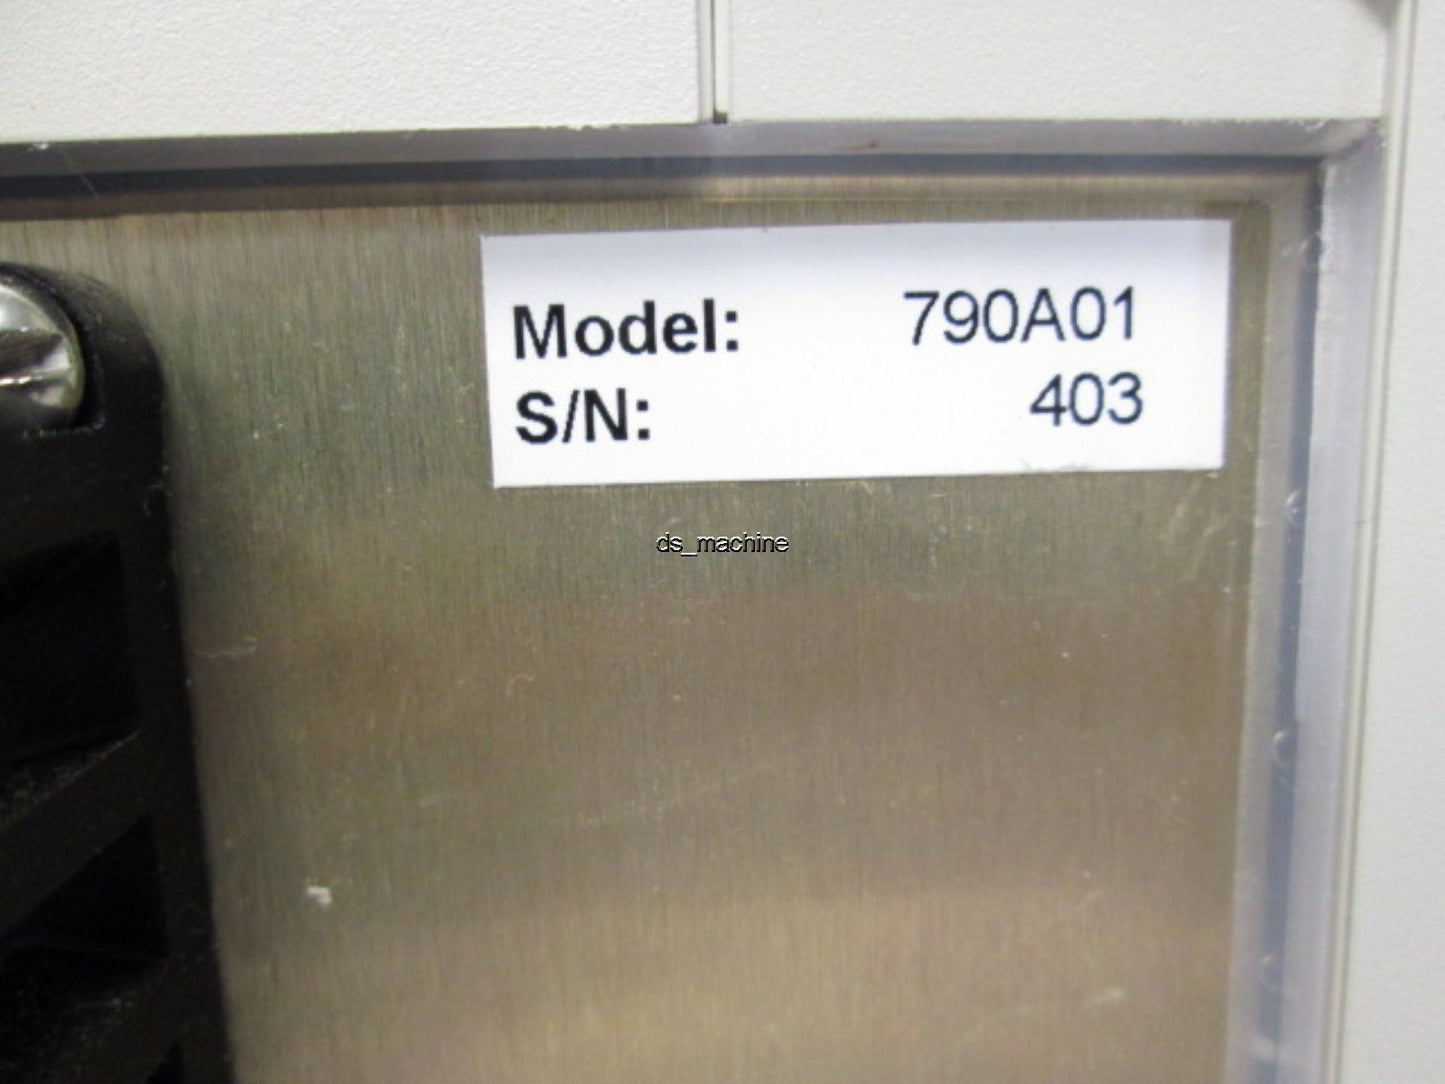 Model: 790A01
S/N: 403
ds_machine